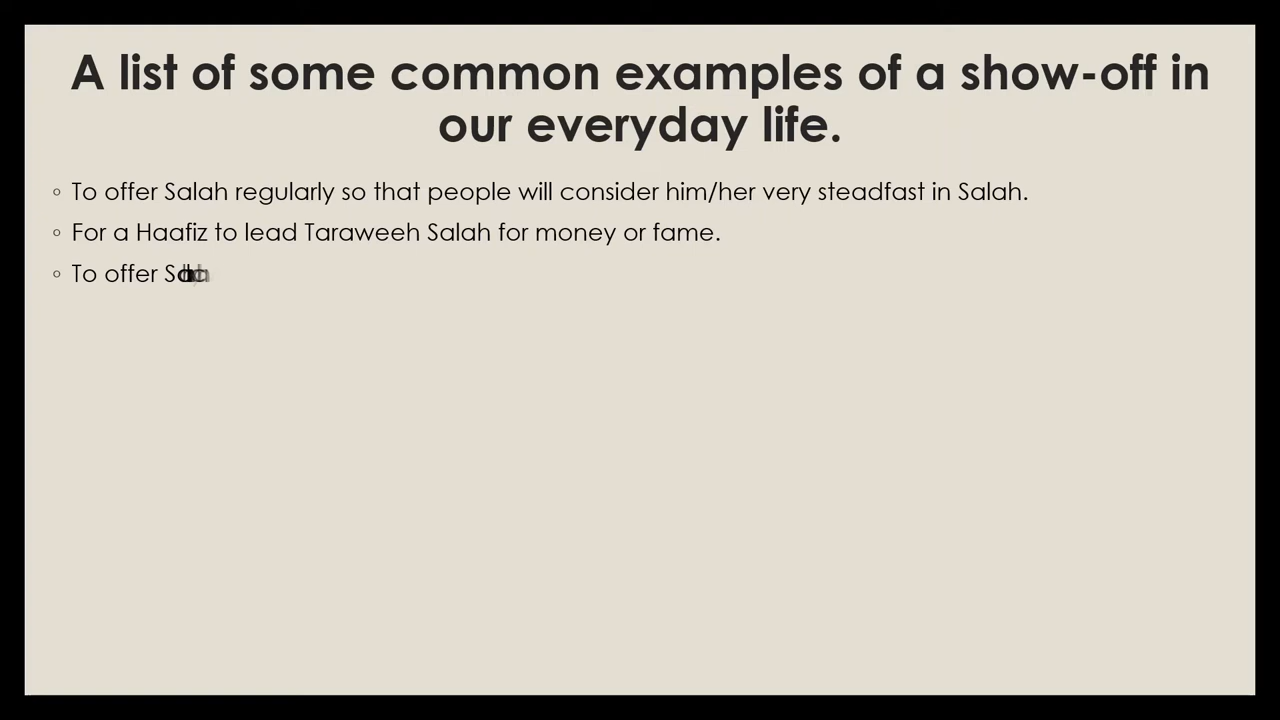 A list of some common examples of a show-off in
our everyday life.
◦ To offer Salah regularly so that people will consider him/her very steadfast in Salah.
◦ For a Haafiz to lead Taraweeh Salah for money or fame.
◦ To offer